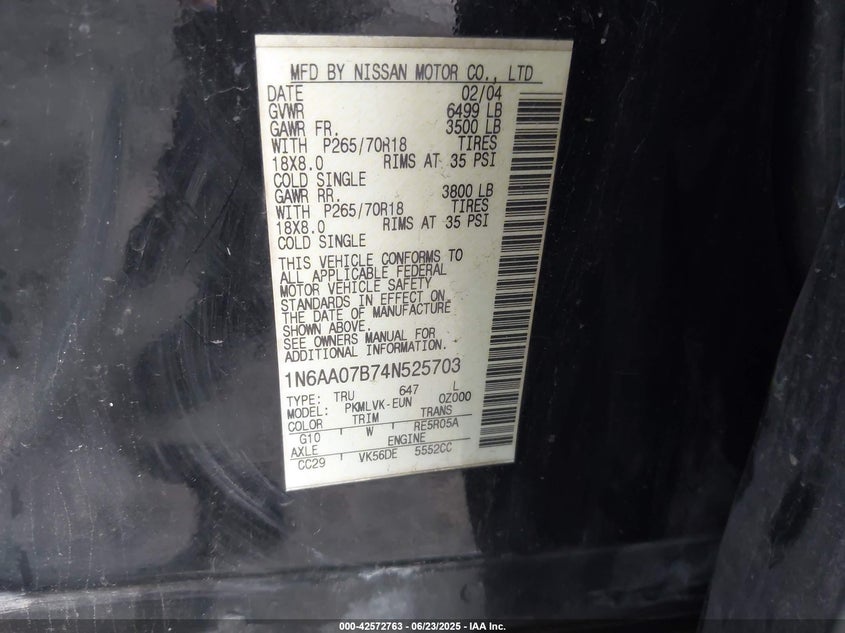 MFD BY NISSAN MOTOR CO., LTD
DATE 02/04
GVWR 6499 LB
GAWR FR. 3500 LB
WITH P265/70R18 TIRES
18X8.0 RIMS AT 35 PSI
COLD SINGLE
GAWR RR. 3800 LB
WITH P265/70R18 TIRES
18X8.0 RIMS AT 35 PSI
COLD SINGLE
THIS VEHICLE CONFORMS TO
ALL APPLICABLE FEDERAL
MOTOR VEHICLE SAFETY
STANDARDS IN EFFECT ON
THE DATE OF MANUFACTURE
SHOWN ABOVE.
SEE OWNERS MANUAL FOR
ADDITIONAL INFORMATION.
1N6AA07B74N525703
TYPE: TRU 647 L
MODEL: PKMLVK-EUN 0Z000
COLOR TRIM TRANS
G10 W RE5R05A
AXLE ENGINE
CC29 VK56DE 5552CC
000-42572763 - 06/23/2025 - IAA Inc.